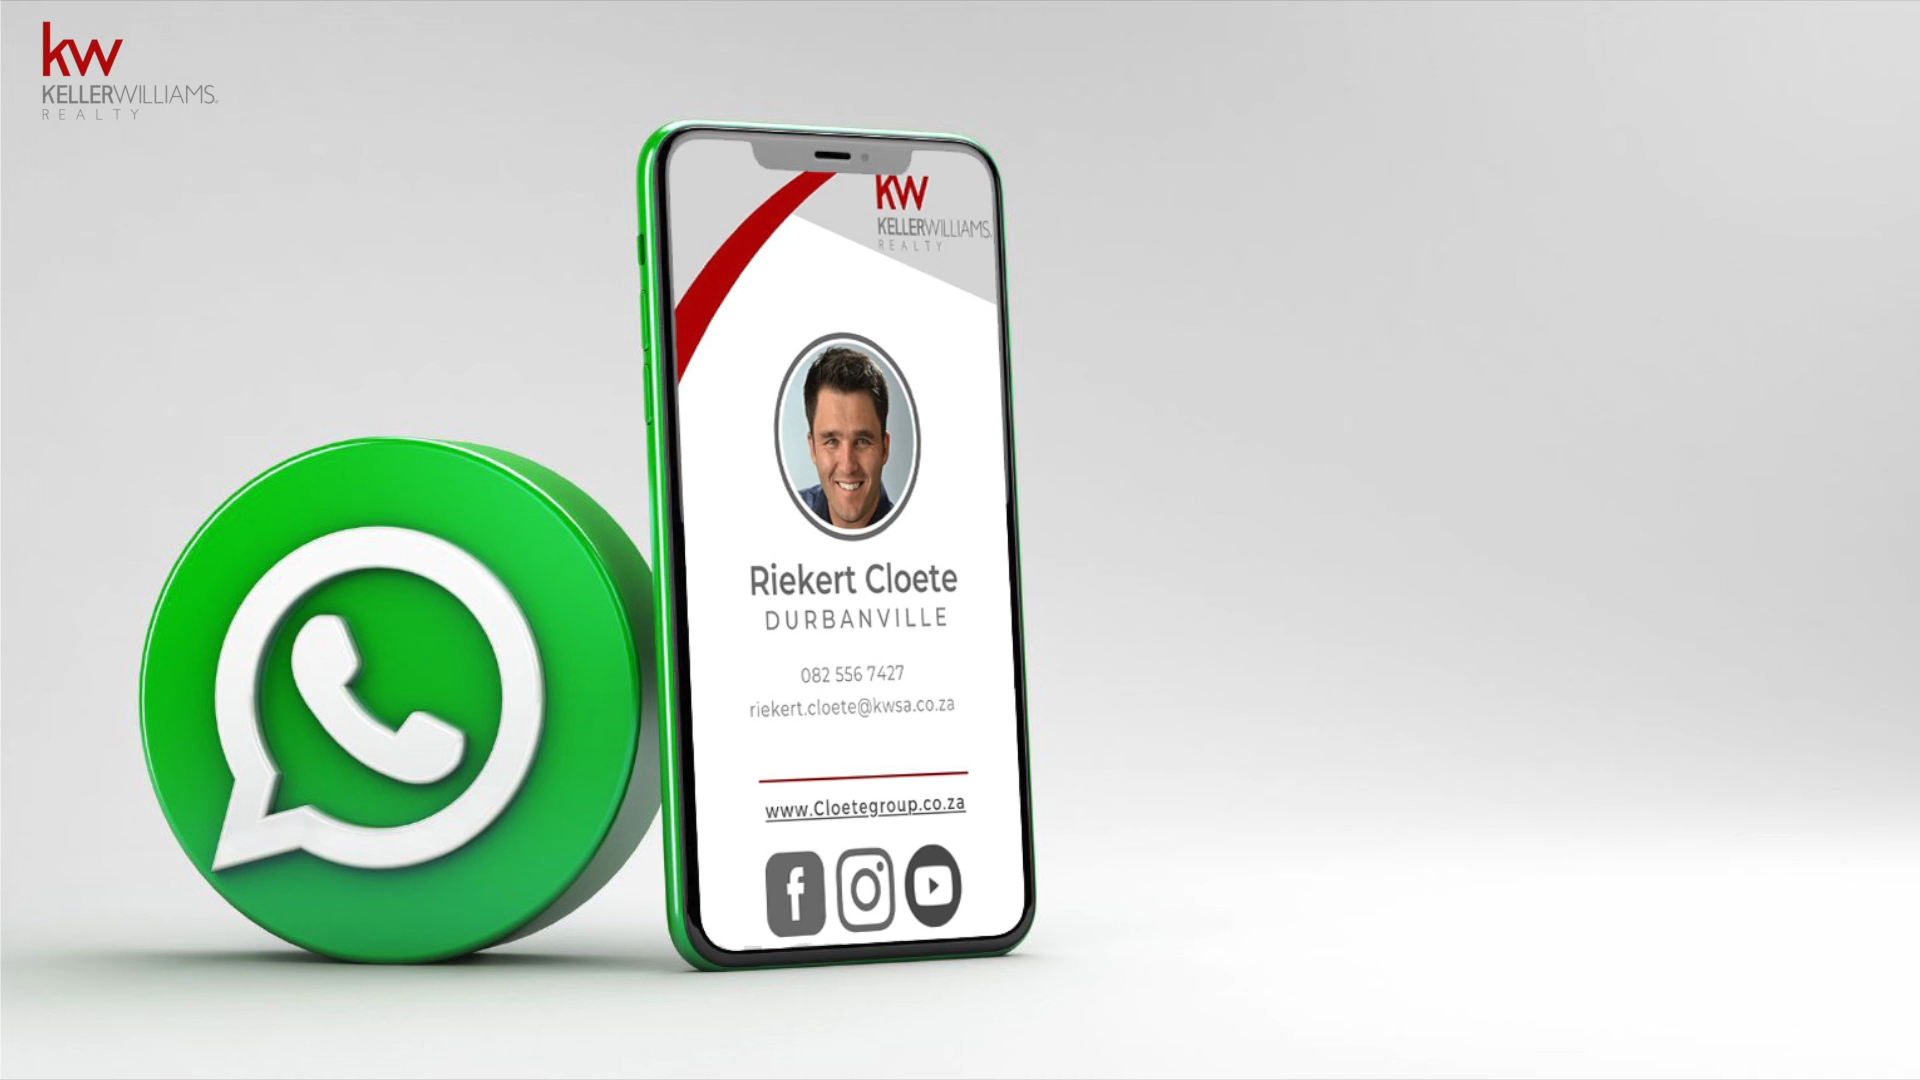 kw
KELLERWILLIAMS.
REALTY
kw
KELLERWILLIAMS.
REALTY
Riekert Cloete
DURBANVILLE
082 556 7427
riekert.cloete@kwsa.co.za
www.Cloetegroup.co.za